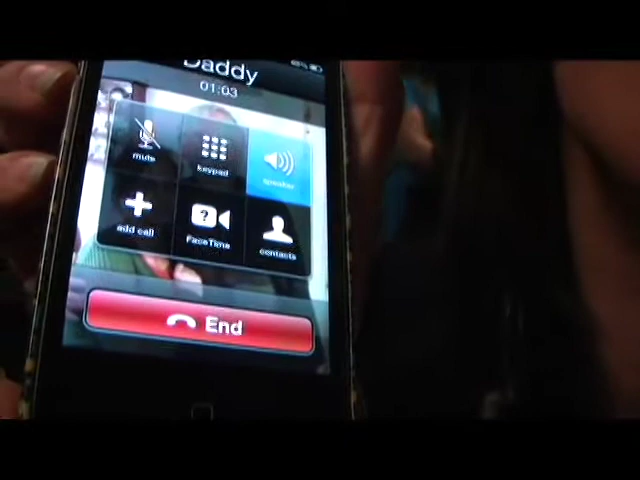 Daddy
01:03
mute
keypad
speaker
add call
?
FaceTime
contacts
End